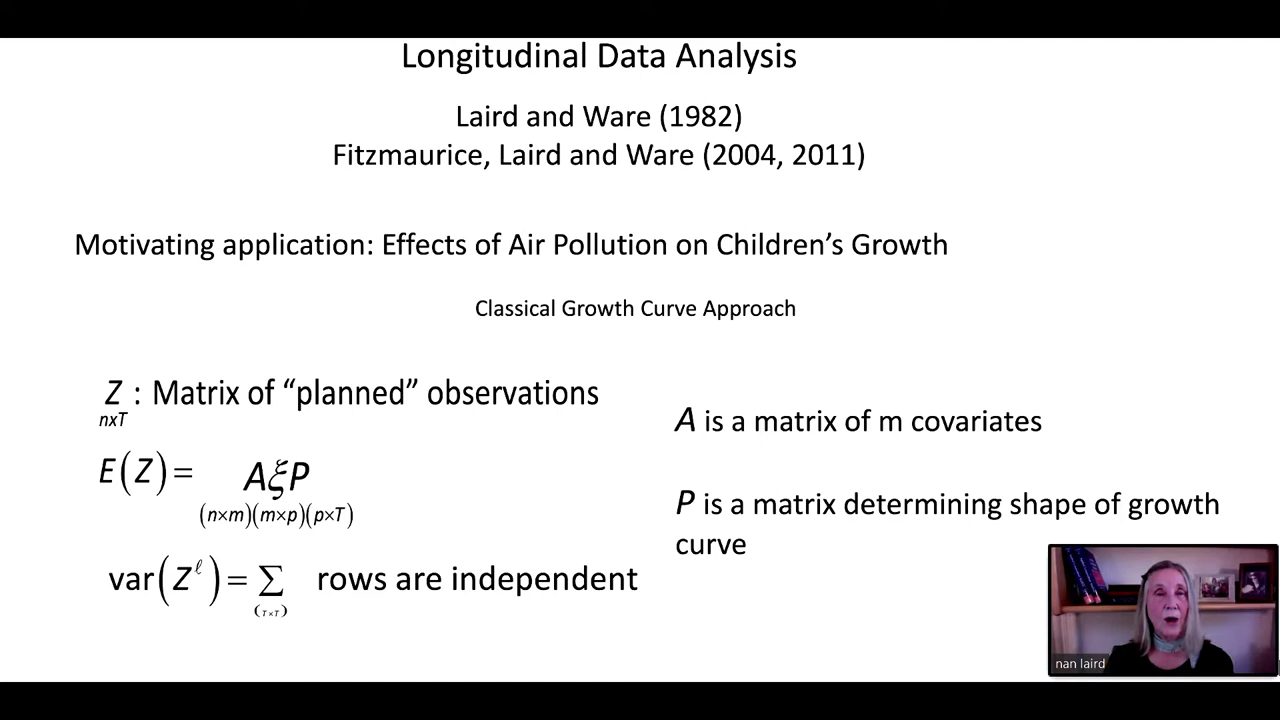 Longitudinal Data Analysis
Laird and Ware (1982)
Fitzmaurice, Laird and Ware (2004, 2011)
Motivating application: Effects of Air Pollution on Children’s Growth
Classical Growth Curve Approach
Z : Matrix of “planned” observations
nxT
E(Z) = AξP
(n×m)(m×p)(p×T)
var(Zˡ) = Σ rows are independent
(T×T)
A is a matrix of m covariates
P is a matrix determining shape of growth
curve
nan laird